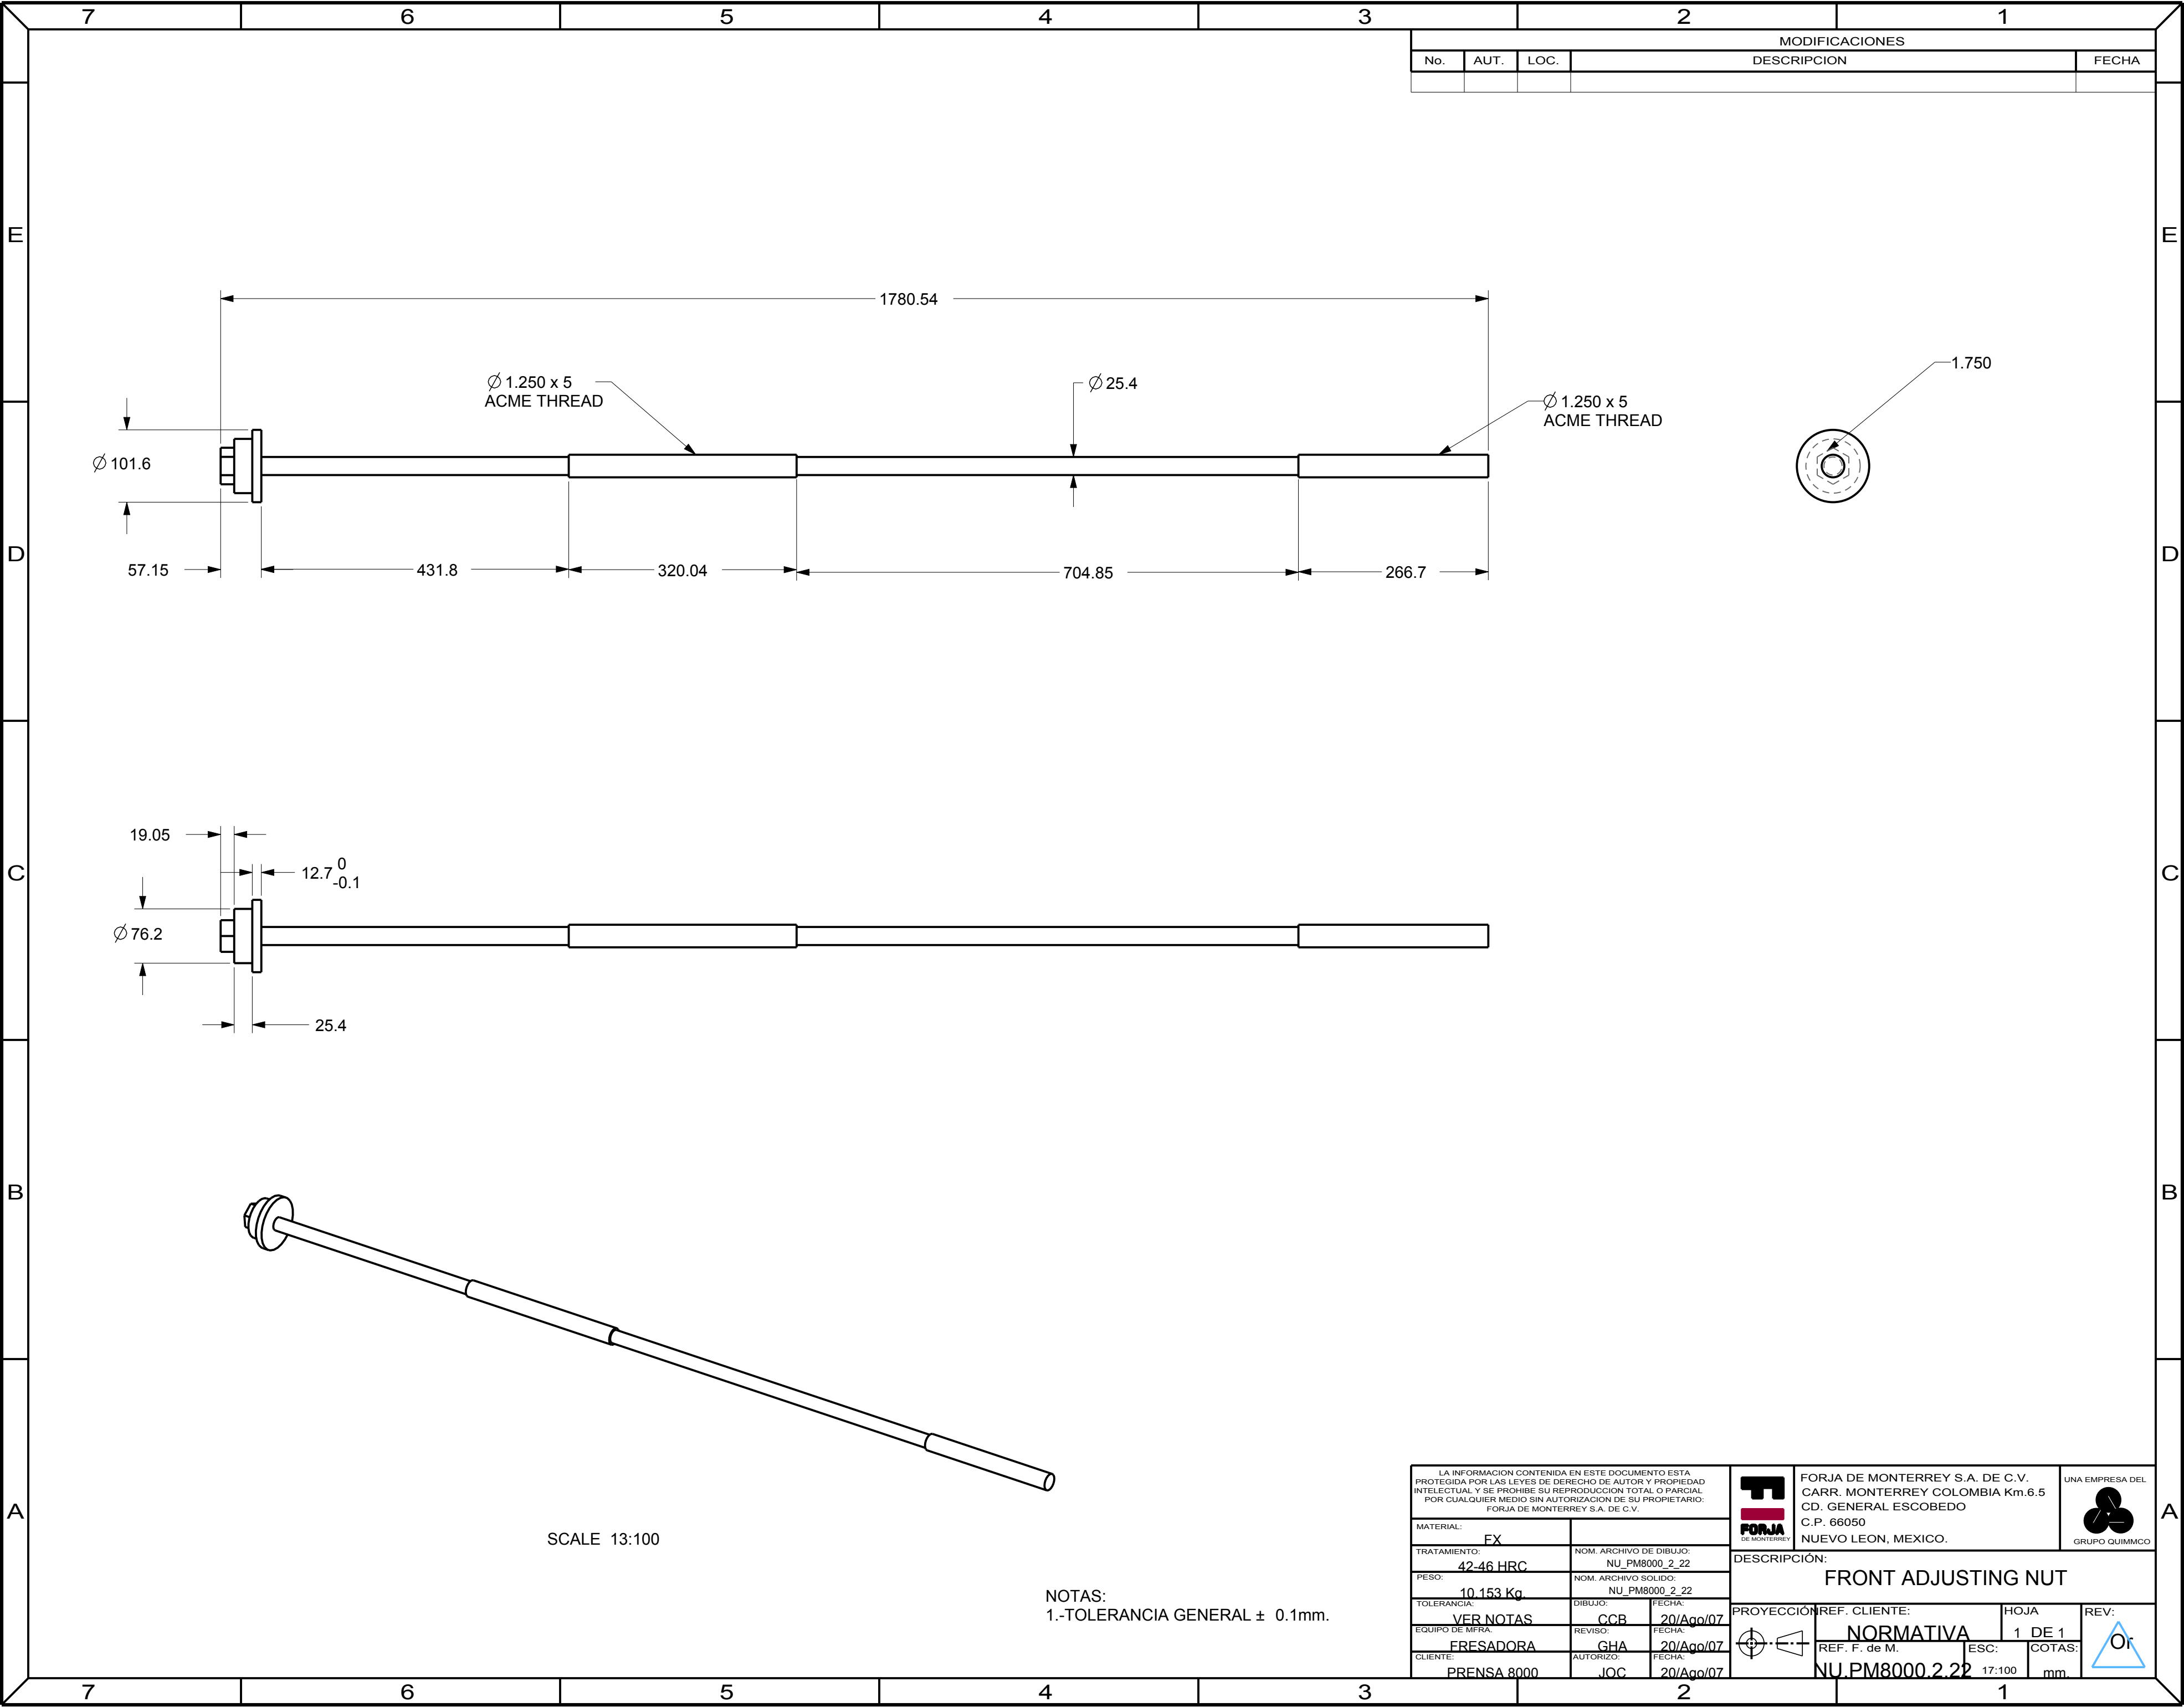 7 6 5 4 3 2 1
MODIFICACIONES
No. AUT. LOC. DESCRIPCION FECHA
E E
1780.54
1.750
Ø 1.250 x 5
ACME THREAD
Ø 25.4
Ø 1.250 x 5
ACME THREAD
Ø 101.6
D D
57.15 431.8 320.04 704.85 266.7
19.05
12.7 0
-0.1
C C
Ø 76.2
25.4
B B
A A
SCALE 13:100
NOTAS:
1.-TOLERANCIA GENERAL ± 0.1mm.
LA INFORMACION CONTENIDA EN ESTE DOCUMENTO ESTA
PROTEGIDA POR LAS LEYES DE DERECHO DE AUTOR Y PROPIEDAD
INTELECTUAL Y SE PROHIBE SU REPRODUCCION TOTAL O PARCIAL
POR CUALQUIER MEDIO SIN AUTORIZACION DE SU PROPIETARIO:
FORJA DE MONTERREY S.A. DE C.V.
FORJA
DE MONTERREY
FORJA DE MONTERREY S.A. DE C.V.
CARR. MONTERREY COLOMBIA Km.6.5
CD. GENERAL ESCOBEDO
C.P. 66050
NUEVO LEON, MEXICO.
UNA EMPRESA DEL
GRUPO QUIMMCO
MATERIAL:
FX
TRATAMIENTO:
42-46 HRC
NOM. ARCHIVO DE DIBUJO:
NU_PM8000_2_22
PESO:
10.153 Kg.
NOM. ARCHIVO SOLIDO:
NU_PM8000_2_22
TOLERANCIA:
VER NOTAS
DIBUJO:
CCB
FECHA:
20/Ago/07
EQUIPO DE MFRA.
FRESADORA
REVISO:
GHA
FECHA:
20/Ago/07
CLIENTE:
PRENSA 8000
AUTORIZO:
JOC
FECHA:
20/Ago/07
DESCRIPCIÓN:
FRONT ADJUSTING NUT
PROYECCIÓN
REF. CLIENTE:
NORMATIVA
HOJA
1 DE 1
REV:
Or
REF. F. de M.
NU.PM8000.2.22
ESC:
17:100
COTAS:
mm.
7 6 5 4 3 2 1